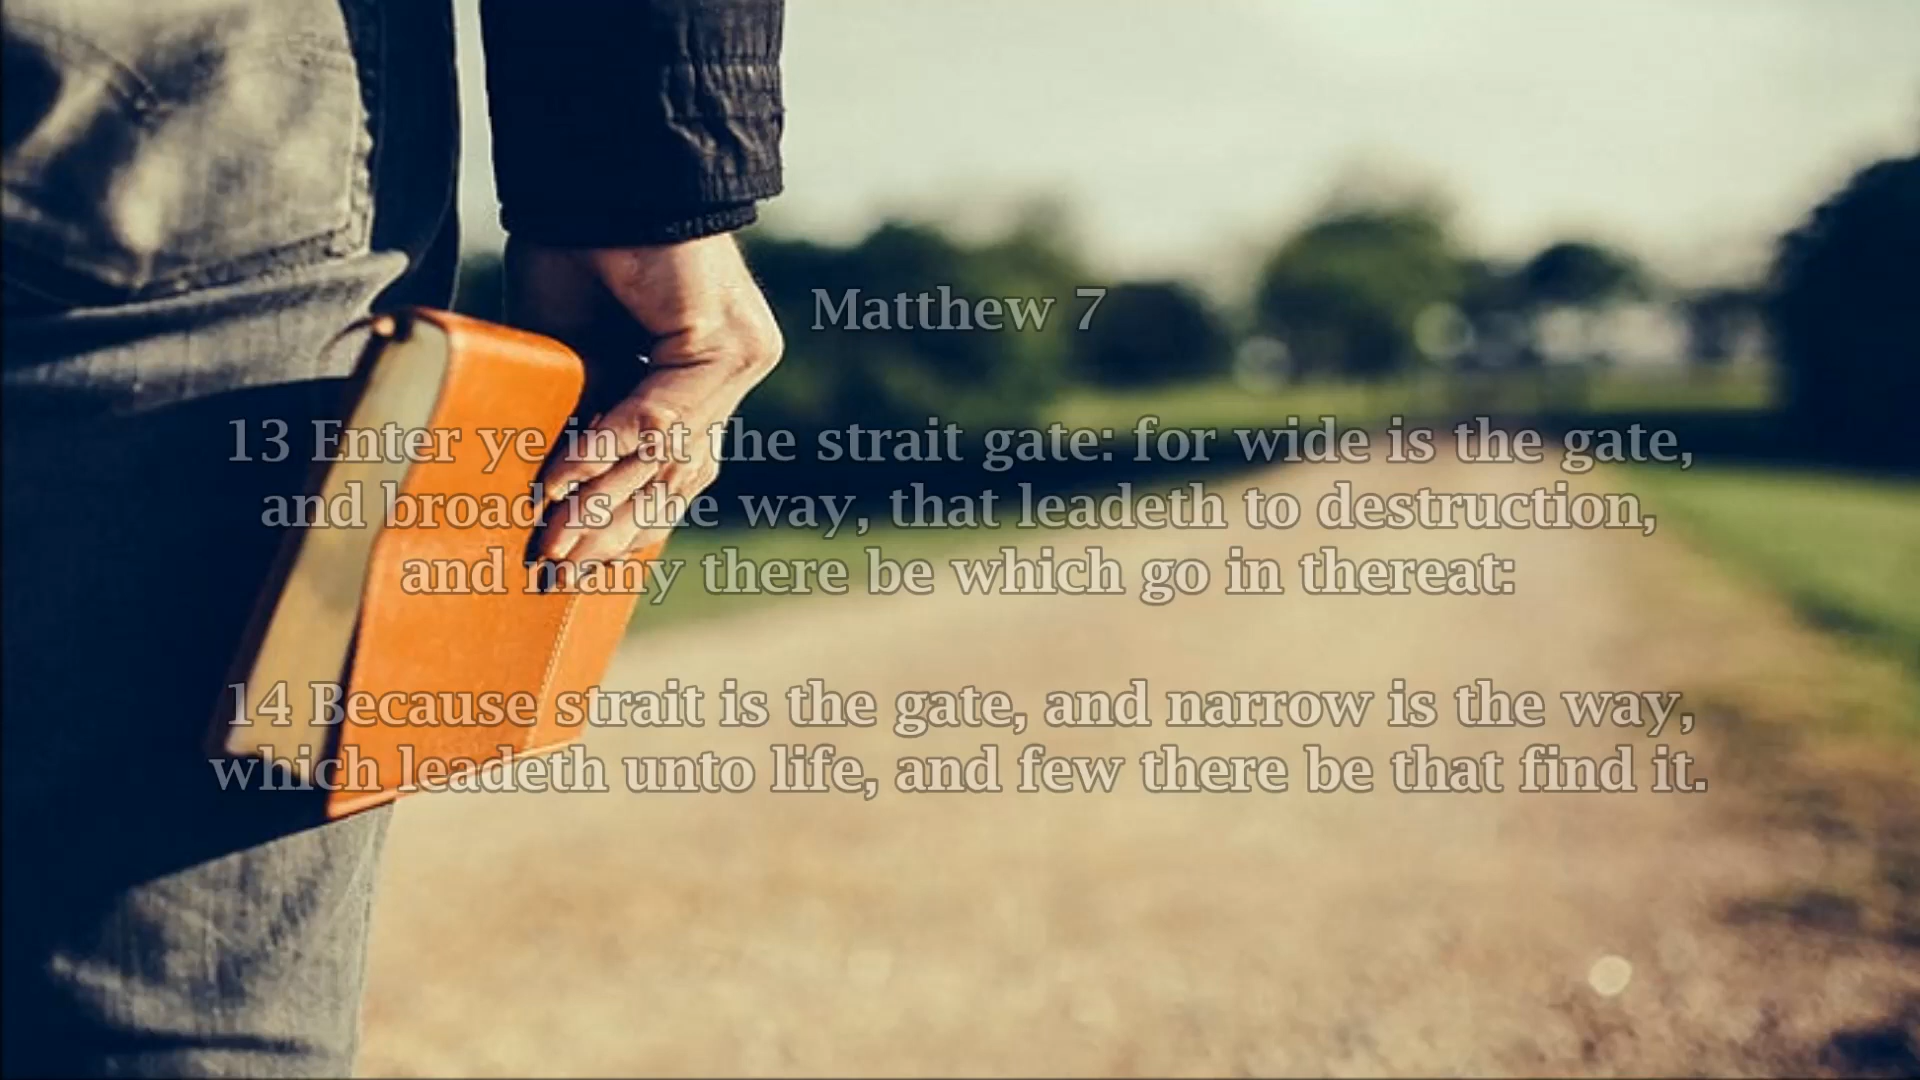 Matthew 7
13 Enter ye in at the strait gate: for wide is the gate,
and broad is the way, that leadeth to destruction,
and many there be which go in thereat:
14 Because strait is the gate, and narrow is the way,
which leadeth unto life, and few there be that find it.